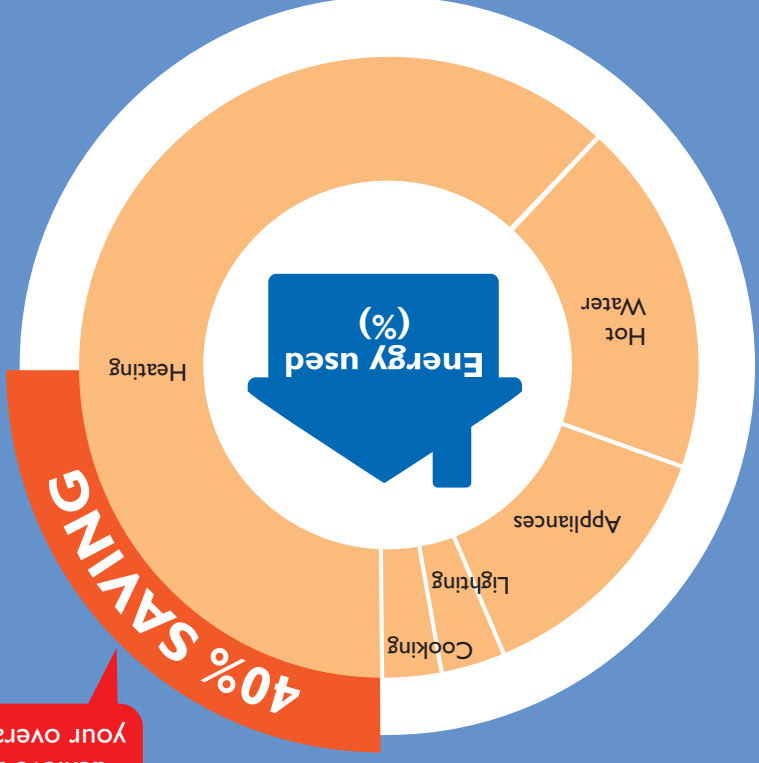 your overa
40% SAVING
Cooking
Lighting
Appliances
Heating
Energy used
(%)
Hot
Water